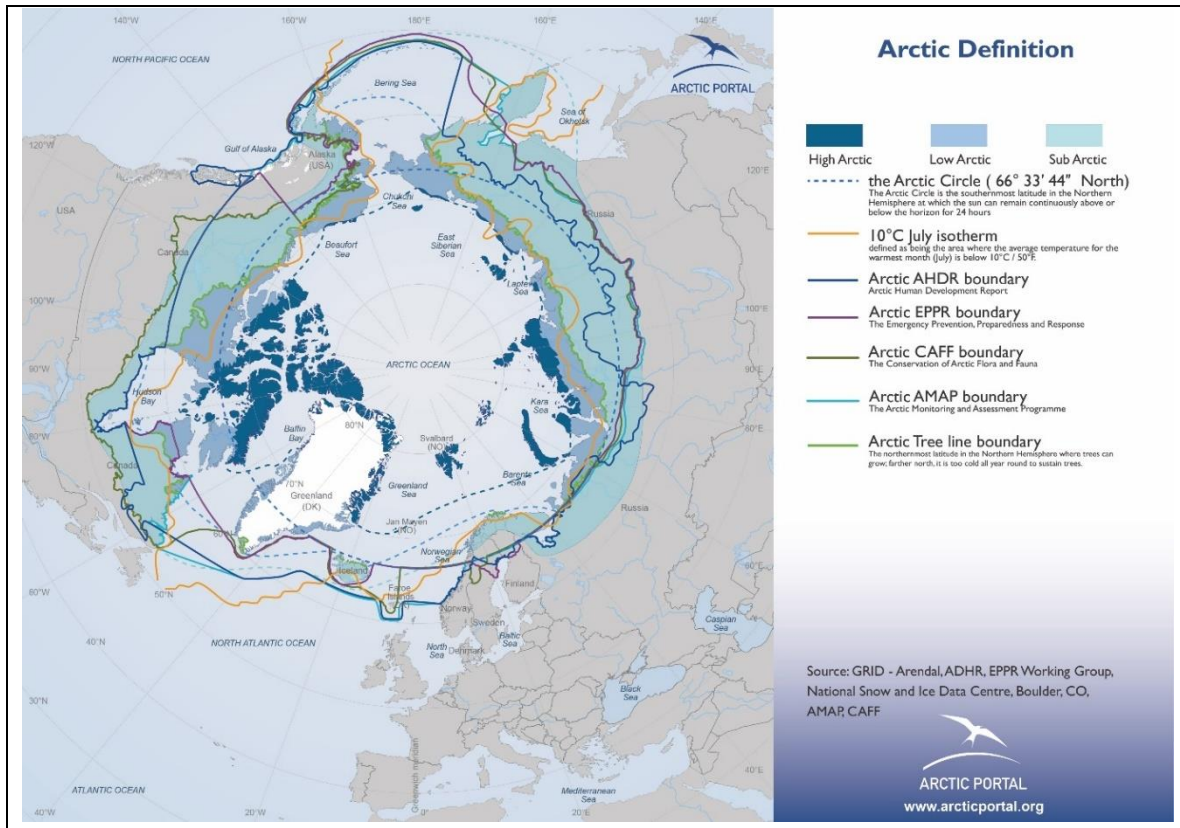 140°W
160°W
180°E
160°E
140°E
NORTH PACIFIC OCEAN
Bering Sea
Sea of
Okhotsk
ARCTIC PORTAL
120°W
Gulf of Alaska
Alaska
(USA)
120°E
USA
Chukchi
Sea
Russia
Canada
Beaufort
Sea
East
Siberian
Sea
Laptev
Sea
100°W
100°E
90°W
ARCTIC OCEAN
90°E
Hudson
Bay
Kara
Sea
80°W
Baffin
Bay
80°N
Svalbard
(NO)
80°E
Canada
70°N
Greenland
(DK)
Greenland
Sea
Barents
Sea
Russia
Jan Mayen
(NO)
60°N
Norwegian
Sea
Iceland
Finland
60°W
50°N
Faroe
Islands
Norway
Sweden
60°E
NORTH ATLANTIC OCEAN
North
Sea
Denmark
Baltic
Sea
Caspian
Sea
40°N
Black
Sea
30°N
Greenwich meridian
ATLANTIC OCEAN
Mediterranean
Sea
40°E
40°W
20°W
0°
20°E
Arctic Definition
High Arctic
Low Arctic
Sub Arctic
the Arctic Circle ( 66° 33' 44" North)
The Arctic Circle is the southernmost latitude in the Northern
Hemisphere at which the sun can remain continuously above or
below the horizon for 24 hours
10°C July isotherm
defined as being the area where the average temperature for the
warmest month (July) is below 10°C / 50°F.
Arctic AHDR boundary
Arctic Human Development Report
Arctic EPPR boundary
The Emergency Prevention, Preparedness and Response
Arctic CAFF boundary
The Conservation of Arctic Flora and Fauna
Arctic AMAP boundary
The Arctic Monitoring and Assessment Programme
Arctic Tree line boundary
The northernmost latitude in the Northern Hemisphere where trees can
grow; farther north, it is too cold all year round to sustain trees.
Source: GRID - Arendal, ADHR, EPPR Working Group,
National Snow and Ice Data Centre, Boulder, CO,
AMAP, CAFF
ARCTIC PORTAL
www.arcticportal.org